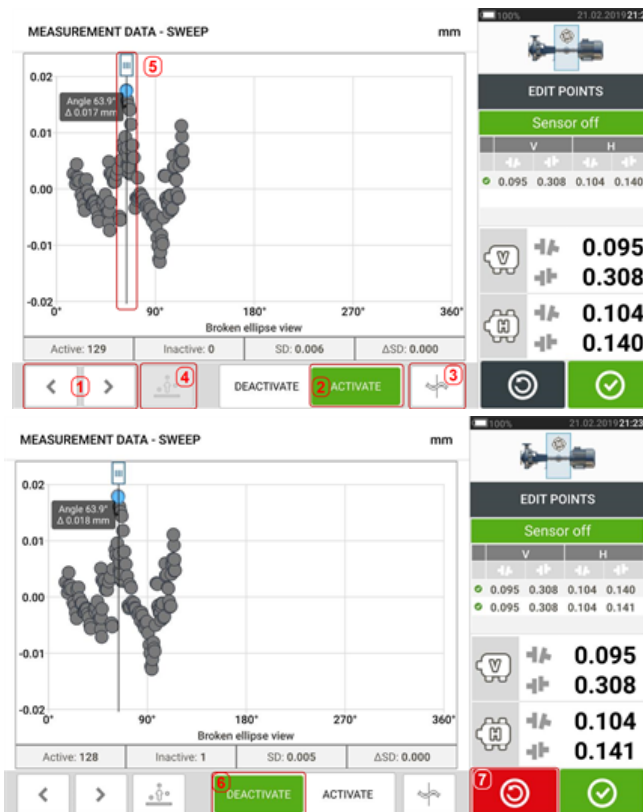 100% 21.02.2019 21:2
MEASUREMENT DATA - SWEEP mm
5
0.02
Angle 63.9°
Δ 0.017 mm
0.01
0.00
-0.01
-0.02
0° 90° 180° 270° 360°
Broken ellipse view
Active: 129 Inactive: 0 SD: 0.006 ΔSD: 0.000
< 1 > 4 DEACTIVATE 2 ACTIVATE 3
EDIT POINTS
Sensor off
V H
0.095 0.308 0.104 0.140
V 0.095
0.308
H 0.104
0.140
100% 21.02.2019 21:23
MEASUREMENT DATA - SWEEP mm
0.02
Angle 63.9°
Δ 0.018 mm
0.01
0.00
-0.01
-0.02
0° 90° 180° 270° 360°
Broken ellipse view
Active: 128 Inactive: 1 SD: 0.005 ΔSD: 0.000
< > 6 DEACTIVATE ACTIVATE
EDIT POINTS
Sensor off
V H
0.095 0.308 0.104 0.140
0.095 0.308 0.104 0.141
V 0.095
0.308
H 0.104
0.141
7